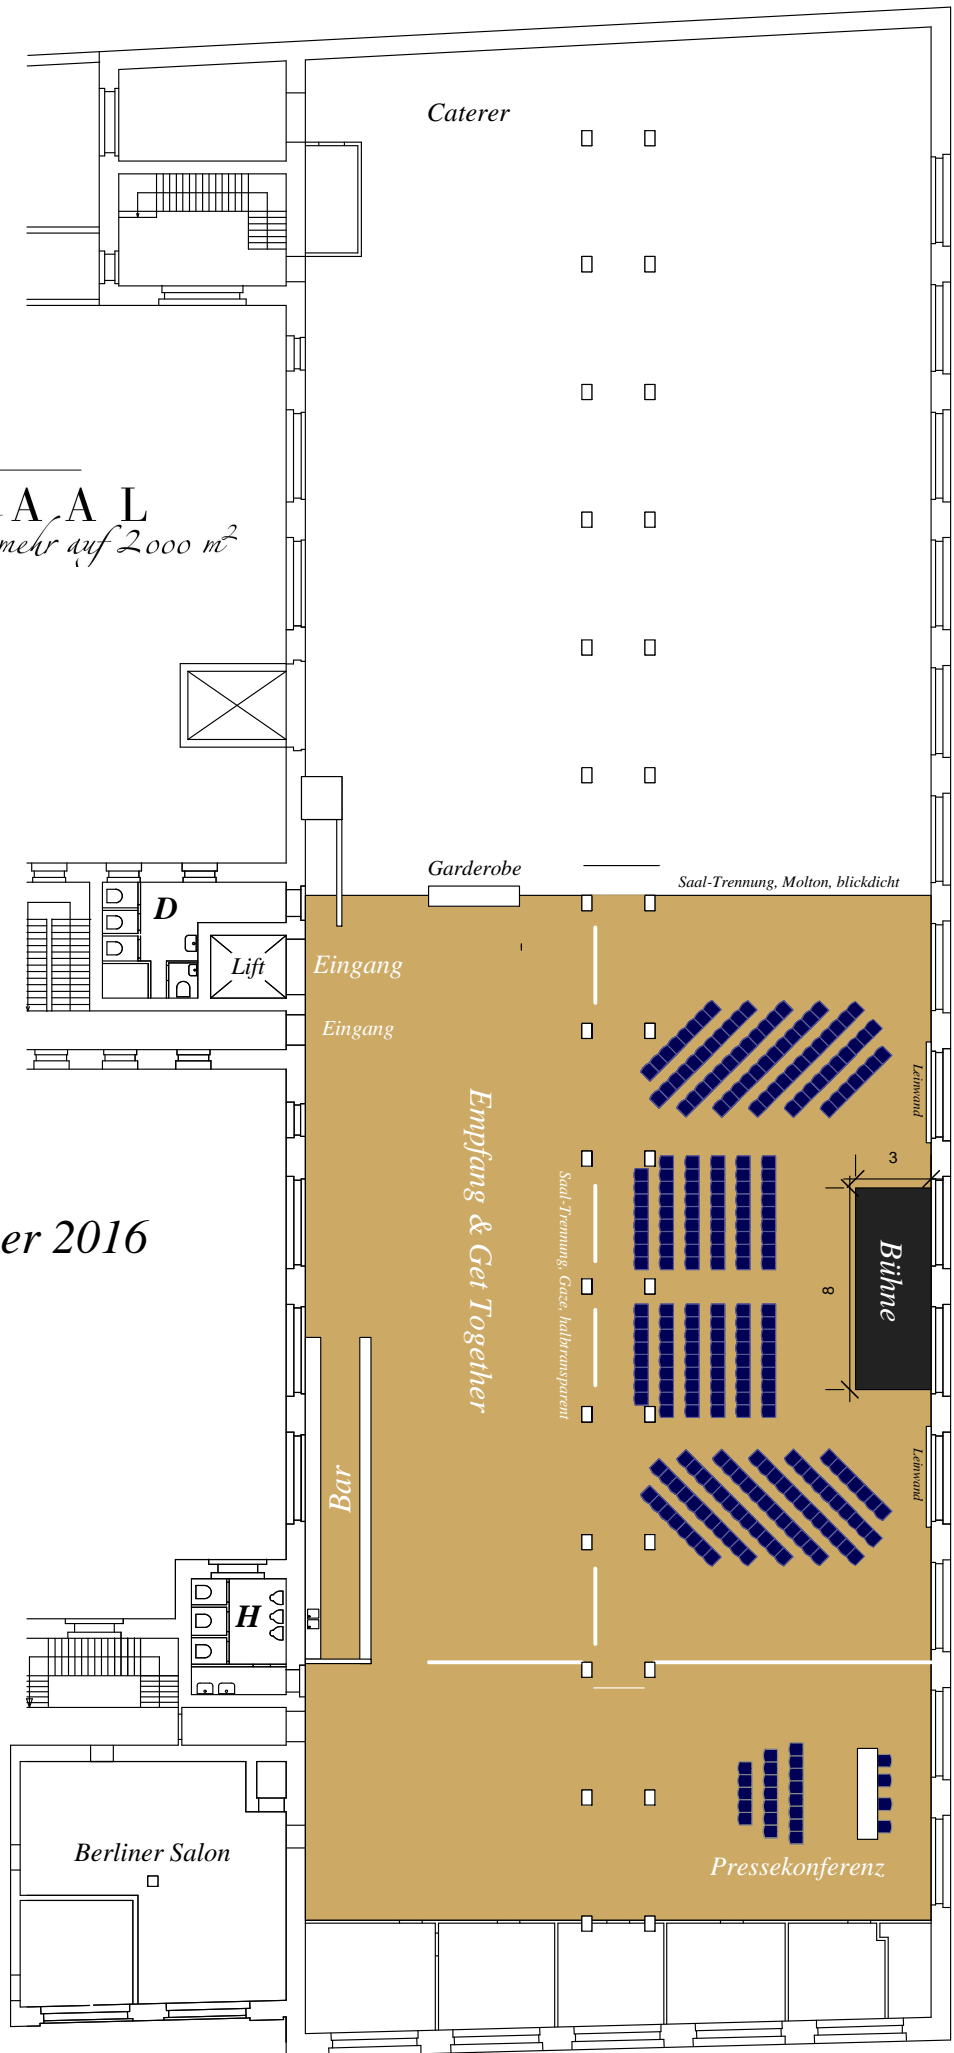 Caterer
A A L
mehr auf 2000 m²
Garderobe
Saal-Trennung, Molton, blickdicht
D
Lift
Eingang
Eingang
Leinwand
Empfang & Get Together
Saal-Trennung, Gaze, halbtransparent
3
er 2016
8
Bühne
Bar
Leinwand
H
Berliner Salon
Pressekonferenz